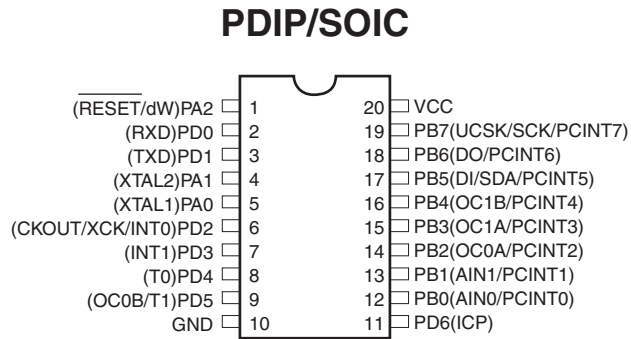 PDIP/SOIC
(RESET/dW)PA2 1 20 VCC
(RXD)PD0 2 19 PB7(UCSK/SCK/PCINT7)
(TXD)PD1 3 18 PB6(DO/PCINT6)
(XTAL2)PA1 4 17 PB5(DI/SDA/PCINT5)
(XTAL1)PA0 5 16 PB4(OC1B/PCINT4)
(CKOUT/XCK/INT0)PD2 6 15 PB3(OC1A/PCINT3)
(INT1)PD3 7 14 PB2(OC0A/PCINT2)
(T0)PD4 8 13 PB1(AIN1/PCINT1)
(OC0B/T1)PD5 9 12 PB0(AIN0/PCINT0)
GND 10 11 PD6(ICP)